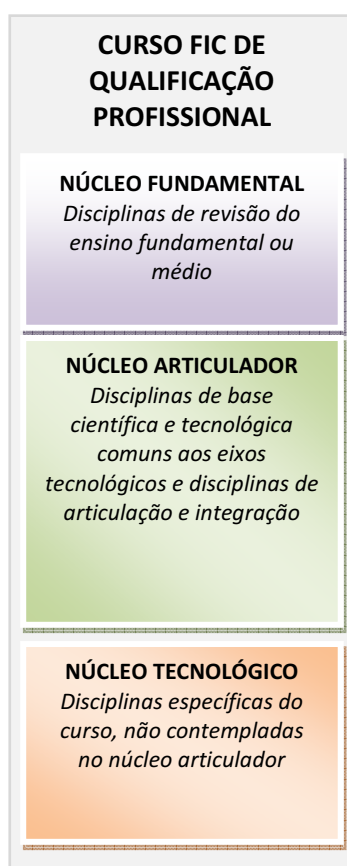 CURSO FIC DE
QUALIFICAÇÃO
PROFISSIONAL
NÚCLEO FUNDAMENTAL
Disciplinas de revisão do
ensino fundamental ou
médio
NÚCLEO ARTICULADOR
Disciplinas de base
científica e tecnológica
comuns aos eixos
tecnológicos e disciplinas de
articulação e integração
NÚCLEO TECNOLÓGICO
Disciplinas específicas do
curso, não contempladas
no núcleo articulador